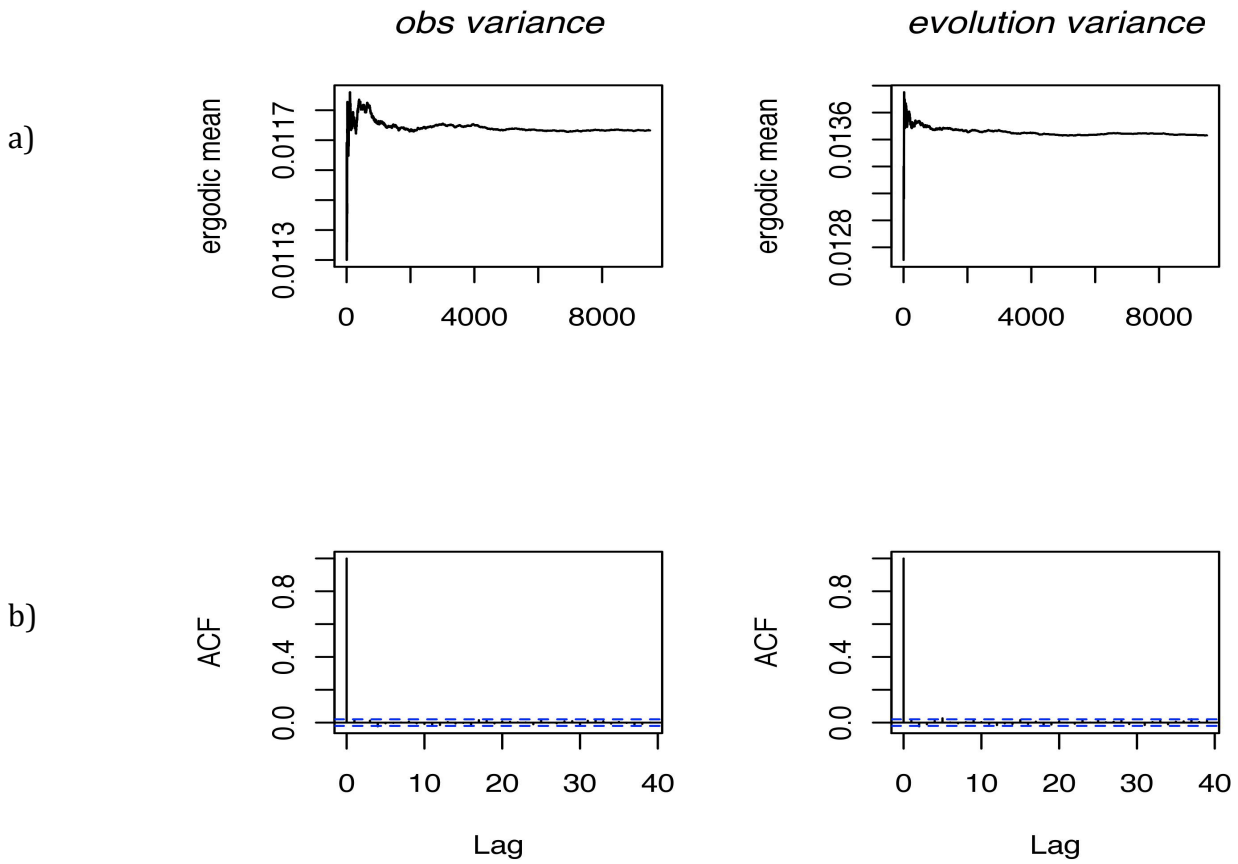 obs variance
evolution variance
a)
ergodic mean
0.0113 0.0117
0 4000 8000
ergodic mean
0.0128 0.0136
0 4000 8000
b)
ACF
0.0 0.4 0.8
0 10 20 30 40
Lag
ACF
0.0 0.4 0.8
0 10 20 30 40
Lag